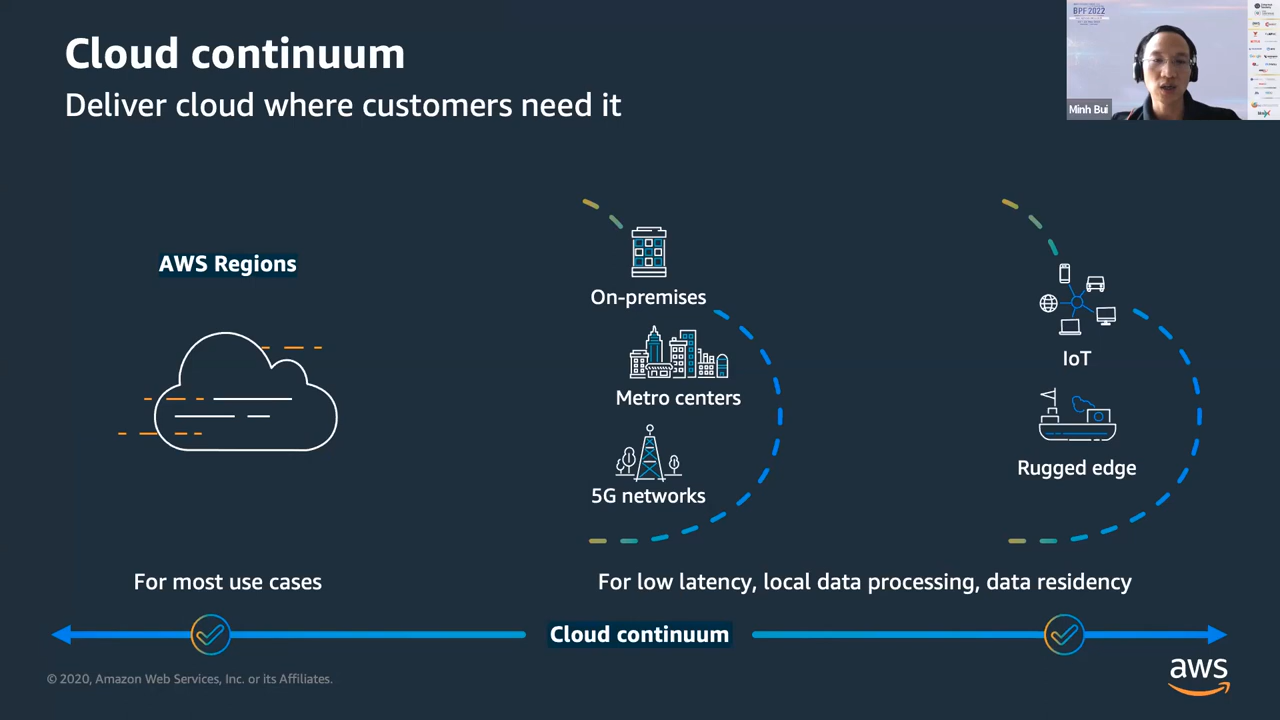 Cloud continuum
Deliver cloud where customers need it
BPF 2022
Minh Bui
AWS Regions
On-premises
Metro centers
5G networks
IoT
Rugged edge
For most use cases
For low latency, local data processing, data residency
Cloud continuum
© 2020, Amazon Web Services, Inc. or its Affiliates.
aws